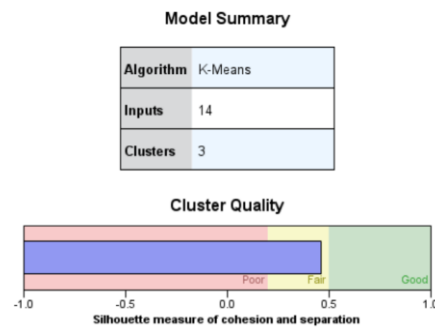 Model Summary
Algorithm K-Means
Inputs 14
Clusters 3
Cluster Quality
Poor Fair Good
-1.0 -0.5 0.0 0.5 1.0
Silhouette measure of cohesion and separation